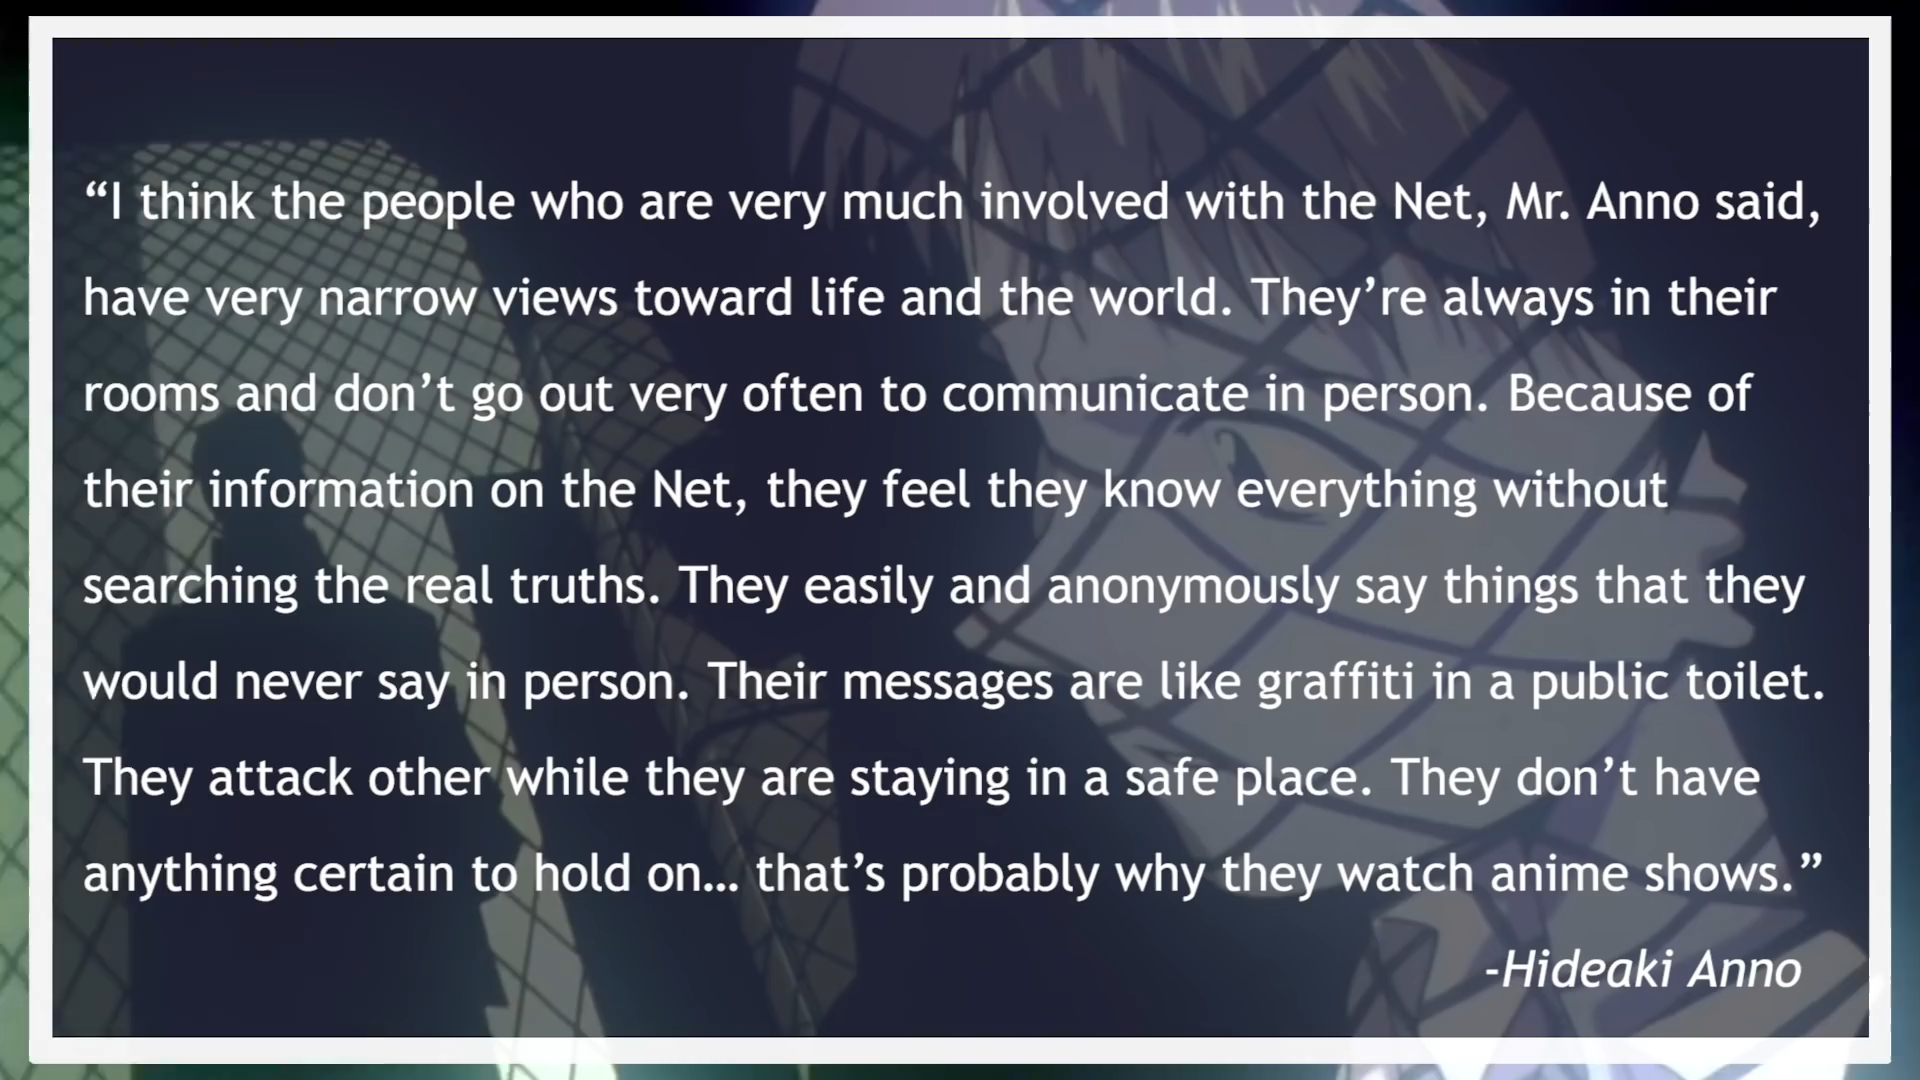 “I think the people who are very much involved with the Net, Mr. Anno said,
have very narrow views toward life and the world. They’re always in their
rooms and don’t go out very often to communicate in person. Because of
their information on the Net, they feel they know everything without
searching the real truths. They easily and anonymously say things that they
would never say in person. Their messages are like graffiti in a public toilet.
They attack other while they are staying in a safe place. They don’t have
anything certain to hold on… that’s probably why they watch anime shows.”
-Hideaki Anno